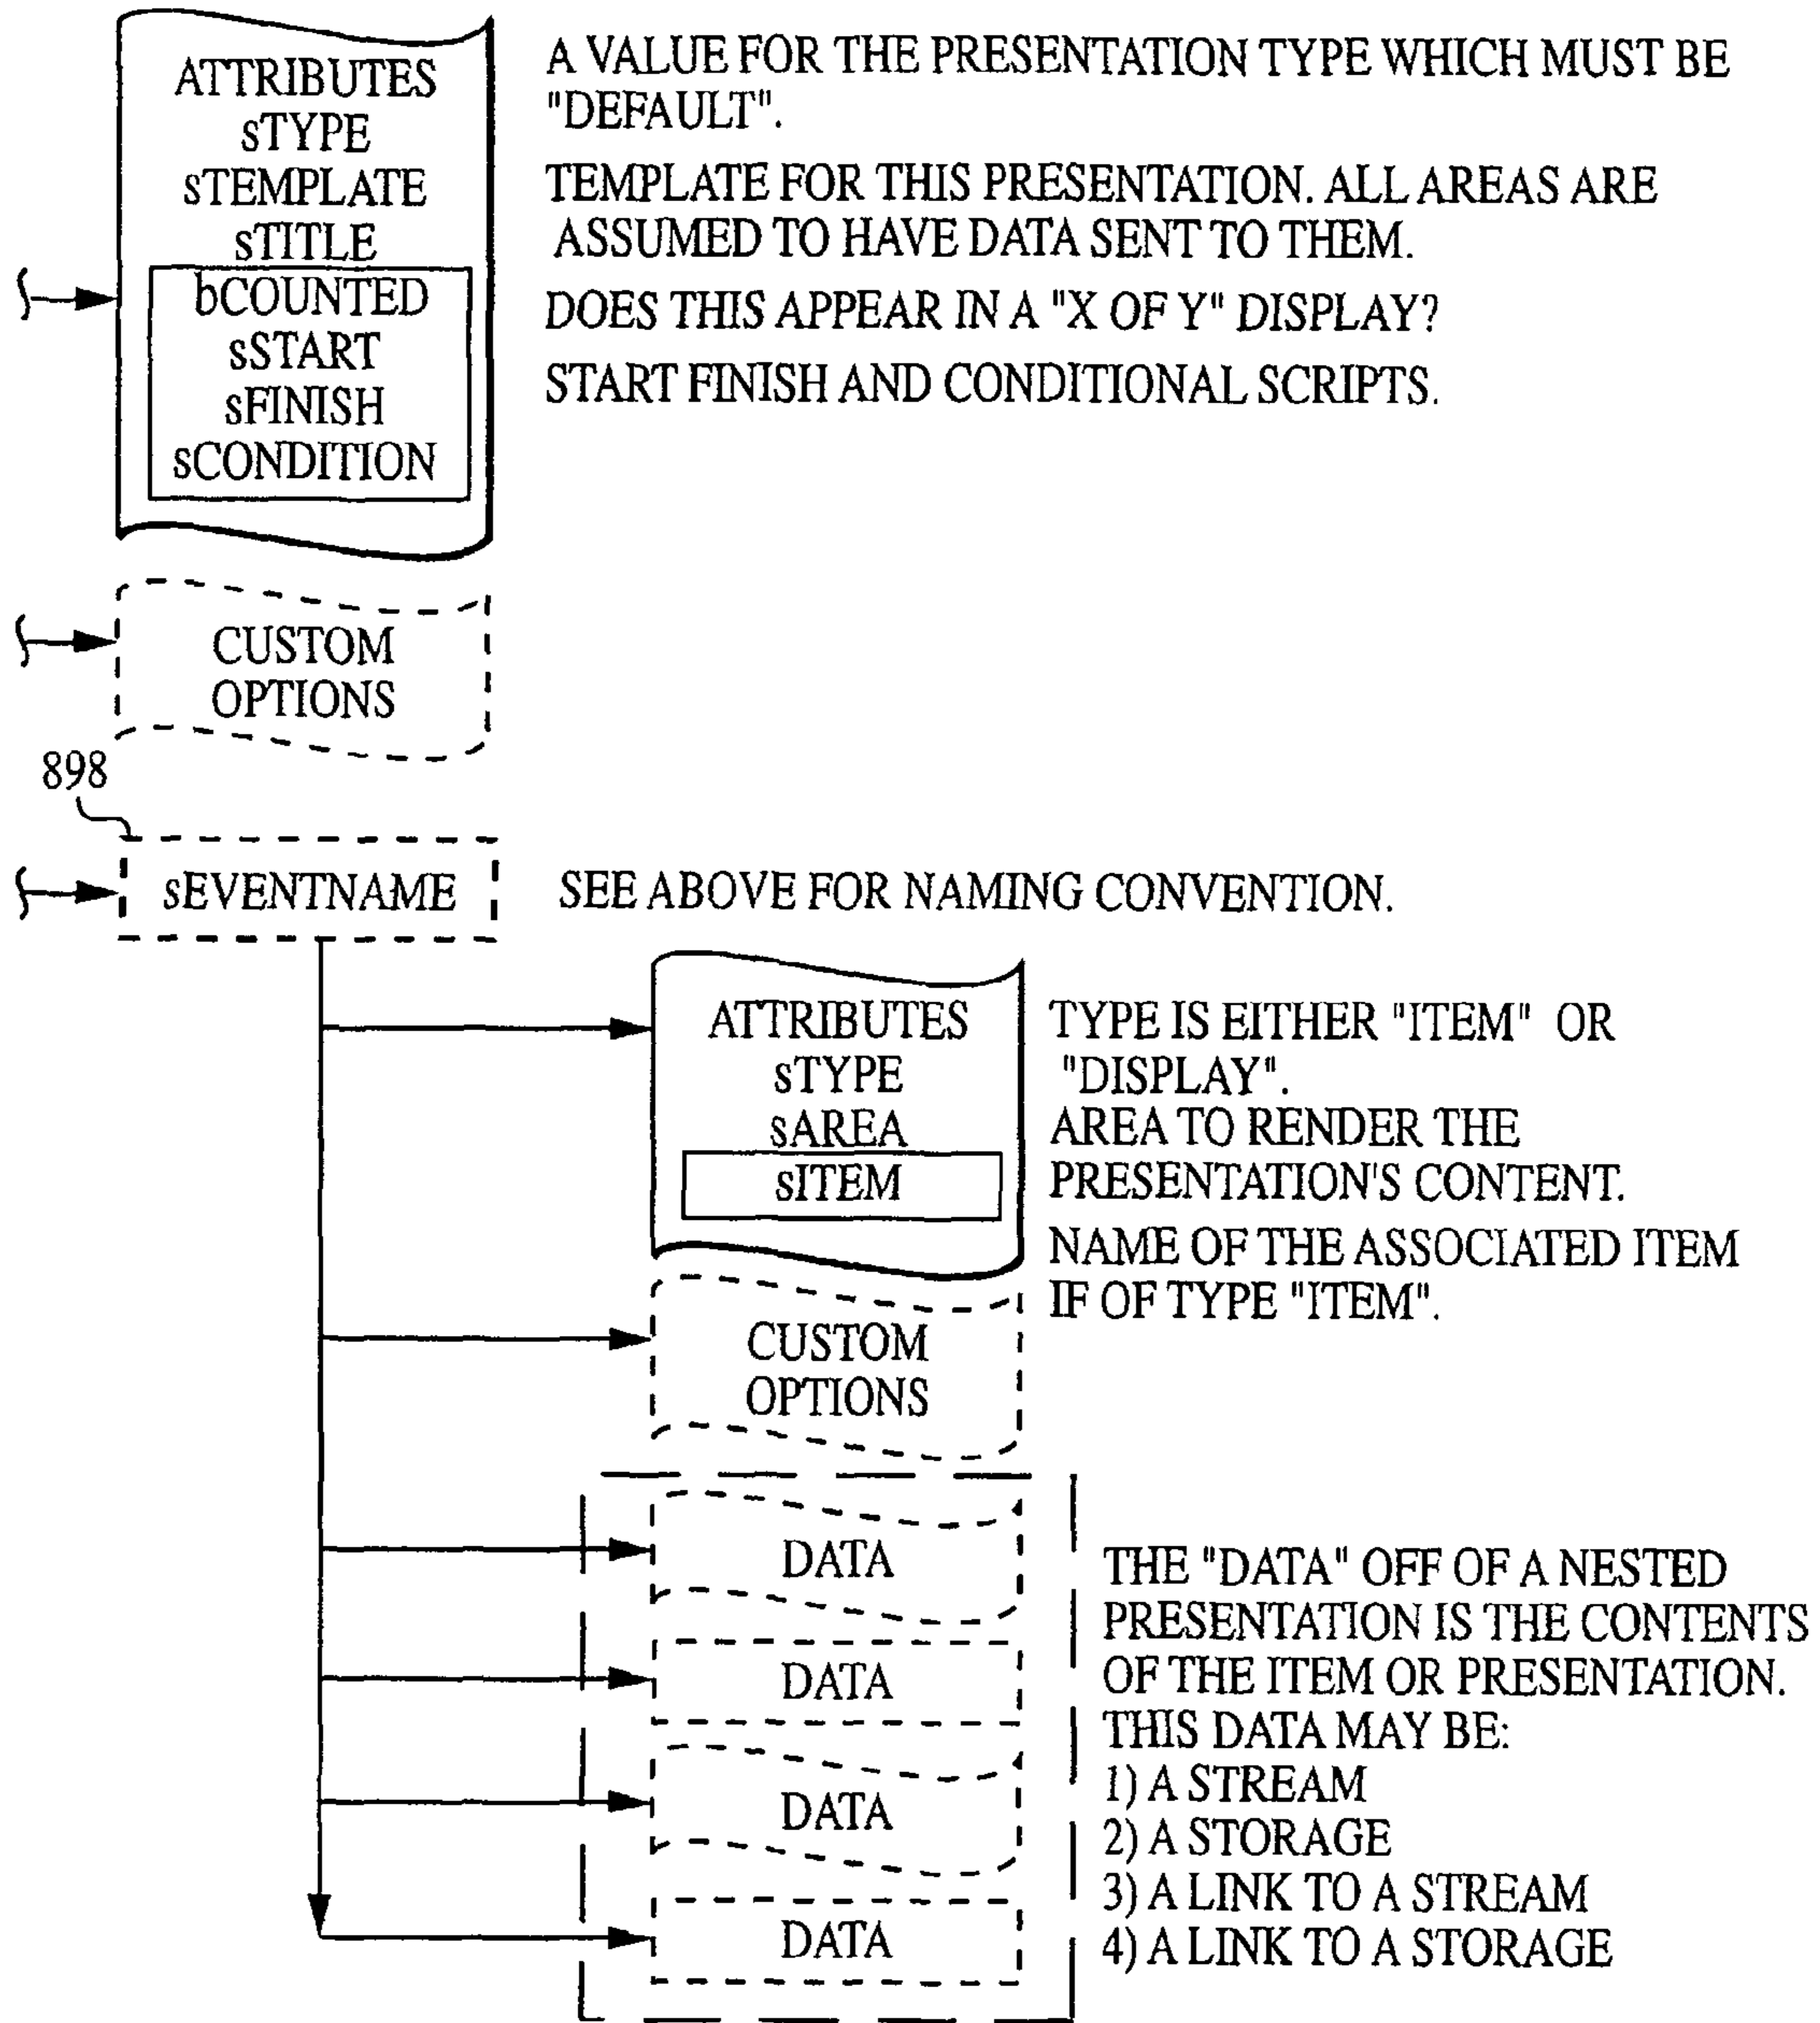 ATTRIBUTES
sTYPE
sTEMPLATE
sTITLE
bCOUNTED
sSTART
sFINISH
sCONDITION
A VALUE FOR THE PRESENTATION TYPE WHICH MUST BE
"DEFAULT".
TEMPLATE FOR THIS PRESENTATION. ALL AREAS ARE
ASSUMED TO HAVE DATA SENT TO THEM.
DOES THIS APPEAR IN A "X OF Y" DISPLAY?
START FINISH AND CONDITIONAL SCRIPTS.
CUSTOM
OPTIONS
898
sEVENTNAME
SEE ABOVE FOR NAMING CONVENTION.
ATTRIBUTES
sTYPE
sAREA
sITEM
TYPE IS EITHER "ITEM" OR
"DISPLAY".
AREA TO RENDER THE
PRESENTATION'S CONTENT.
NAME OF THE ASSOCIATED ITEM
IF OF TYPE "ITEM".
CUSTOM
OPTIONS
DATA
DATA
DATA
DATA
THE "DATA" OFF OF A NESTED
PRESENTATION IS THE CONTENTS
OF THE ITEM OR PRESENTATION.
THIS DATA MAY BE:
1) A STREAM
2) A STORAGE
3) A LINK TO A STREAM
4) A LINK TO A STORAGE